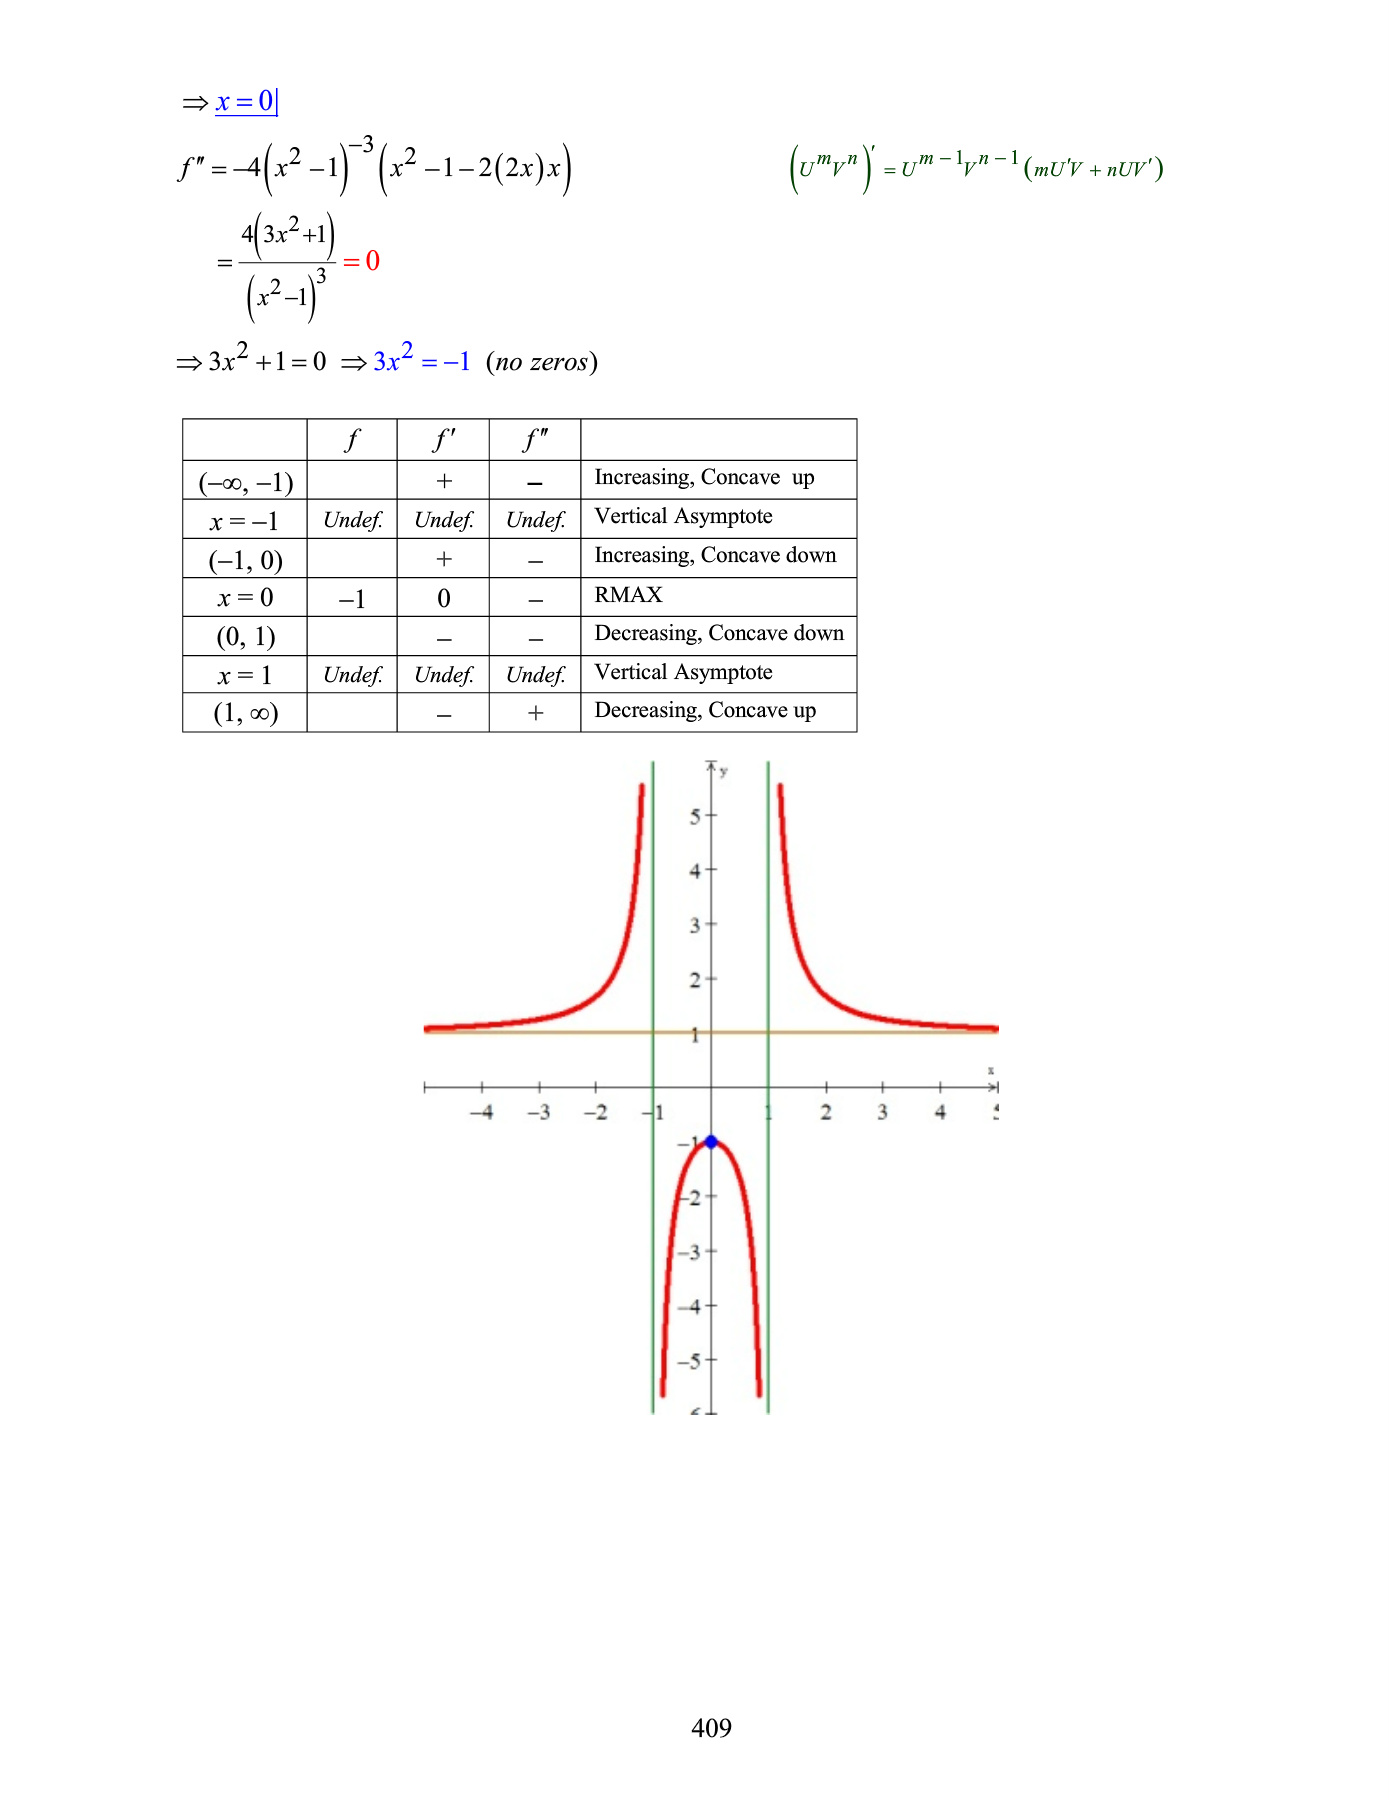 ⇒ x = 0|
f″ = −4(x² − 1)⁻³(x² − 1 − 2(2x)x)    (UᵐVⁿ)′ = Uᵐ⁻¹Vⁿ⁻¹(mU′V + nUV′)
= 4(3x²+1) / (x²−1)³ = 0
⇒ 3x² + 1 = 0 ⇒ 3x² = −1 (no zeros)
f f′ f″
(−∞, −1) + − Increasing, Concave up
x = −1 Undef. Undef. Undef. Vertical Asymptote
(−1, 0) + − Increasing, Concave down
x = 0 −1 0 − RMAX
(0, 1) − − Decreasing, Concave down
x = 1 Undef. Undef. Undef. Vertical Asymptote
(1, ∞) − + Decreasing, Concave up
y
5
4
3
2
1
x
−4 −3 −2 −1 1 2 3 4 5
−1
−2
−3
−4
−5
409